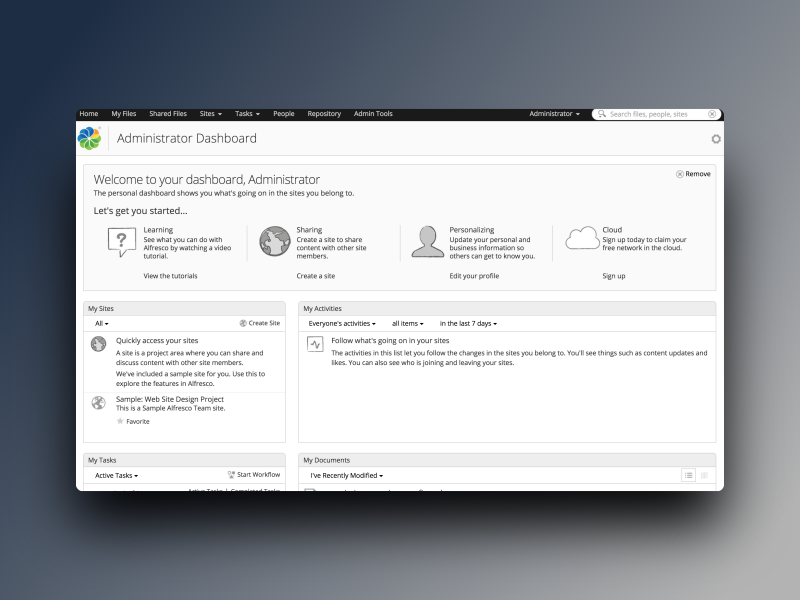 Home My Files Shared Files Sites Tasks People Repository Admin Tools Administrator Search files, people, sites
Administrator Dashboard
Welcome to your dashboard, Administrator
Remove
The personal dashboard shows you what's going on in the sites you belong to.
Let's get you started...
Learning
See what you can do with
Alfresco by watching a video
tutorial.
View the tutorials
Sharing
Create a site to share
content with other site
members.
Create a site
Personalizing
Update your personal and
business information so
others can get to know you.
Edit your profile
Cloud
Sign up today to claim your
free network in the cloud.
Sign up
My Sites
All Create Site
Quickly access your sites
A site is a project area where you can share and
discuss content with other site members.
We've included a sample site for you. Use this to
explore the features in Alfresco.
Sample: Web Site Design Project
This is a Sample Alfresco Team site.
Favorite
My Activities
Everyone's activities all items in the last 7 days
Follow what's going on in your sites
The activities in this list let you follow the changes in the sites you belong to. You'll see things such as content updates and
likes. You can also see who is joining and leaving your sites.
My Tasks
Active Tasks Start Workflow
Active Tasks | Completed Tasks
My Documents
I've Recently Modified